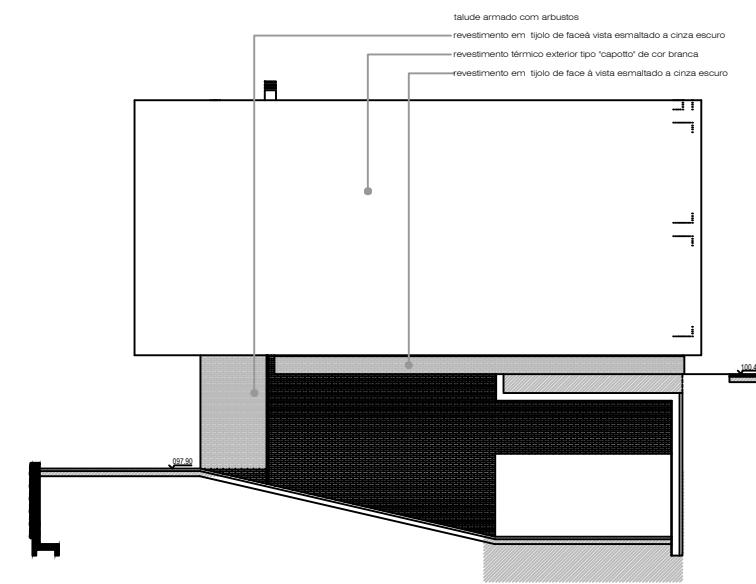 talude armado com arbustos
revestimento em tijolo de faceà vista esmaltado a cinza escuro
revestimento térmico exterior tipo "capotto" de cor branca
revestimento em tijolo de face à vista esmaltado a cinza escuro
097.90